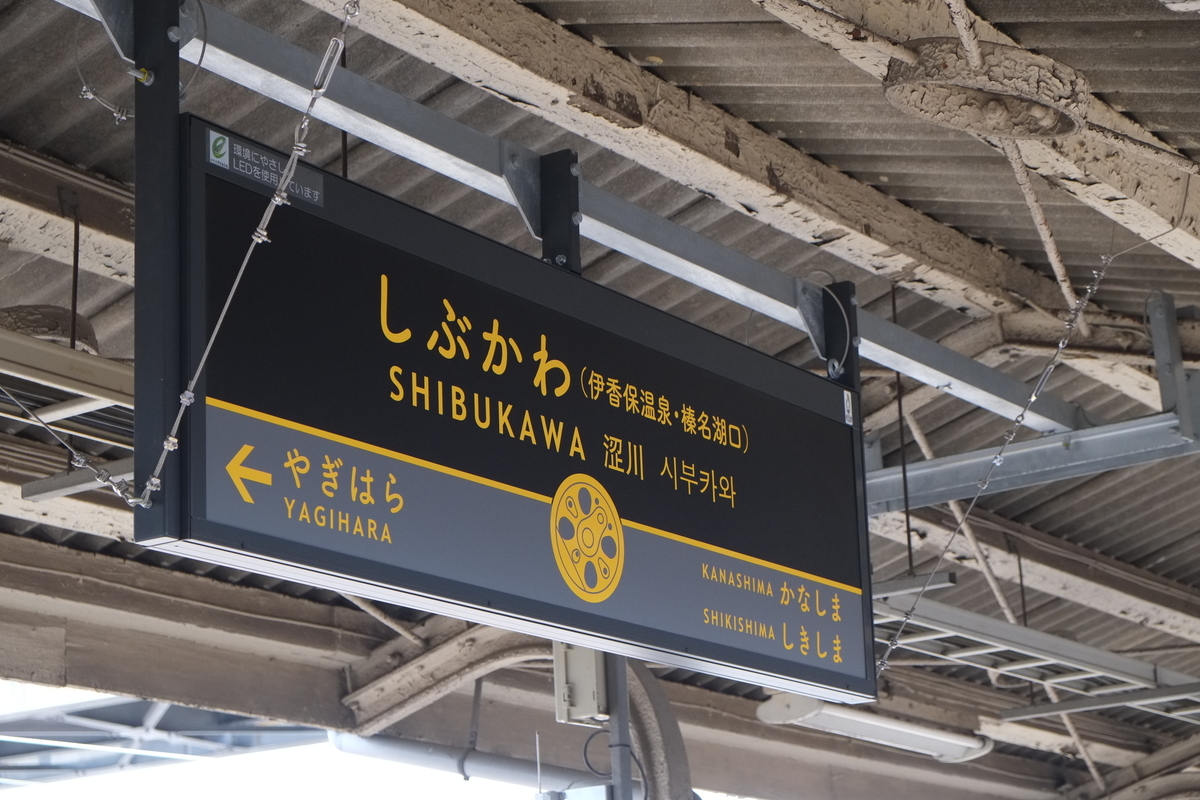 環境にやさし
LEDを使用しています
しぶかわ(伊香保温泉・榛名湖口)
SHIBUKAWA 涩川 시부카와
← やぎはら
YAGIHARA
KANASHIMA かなしま
SHIKISHIMA しきしま